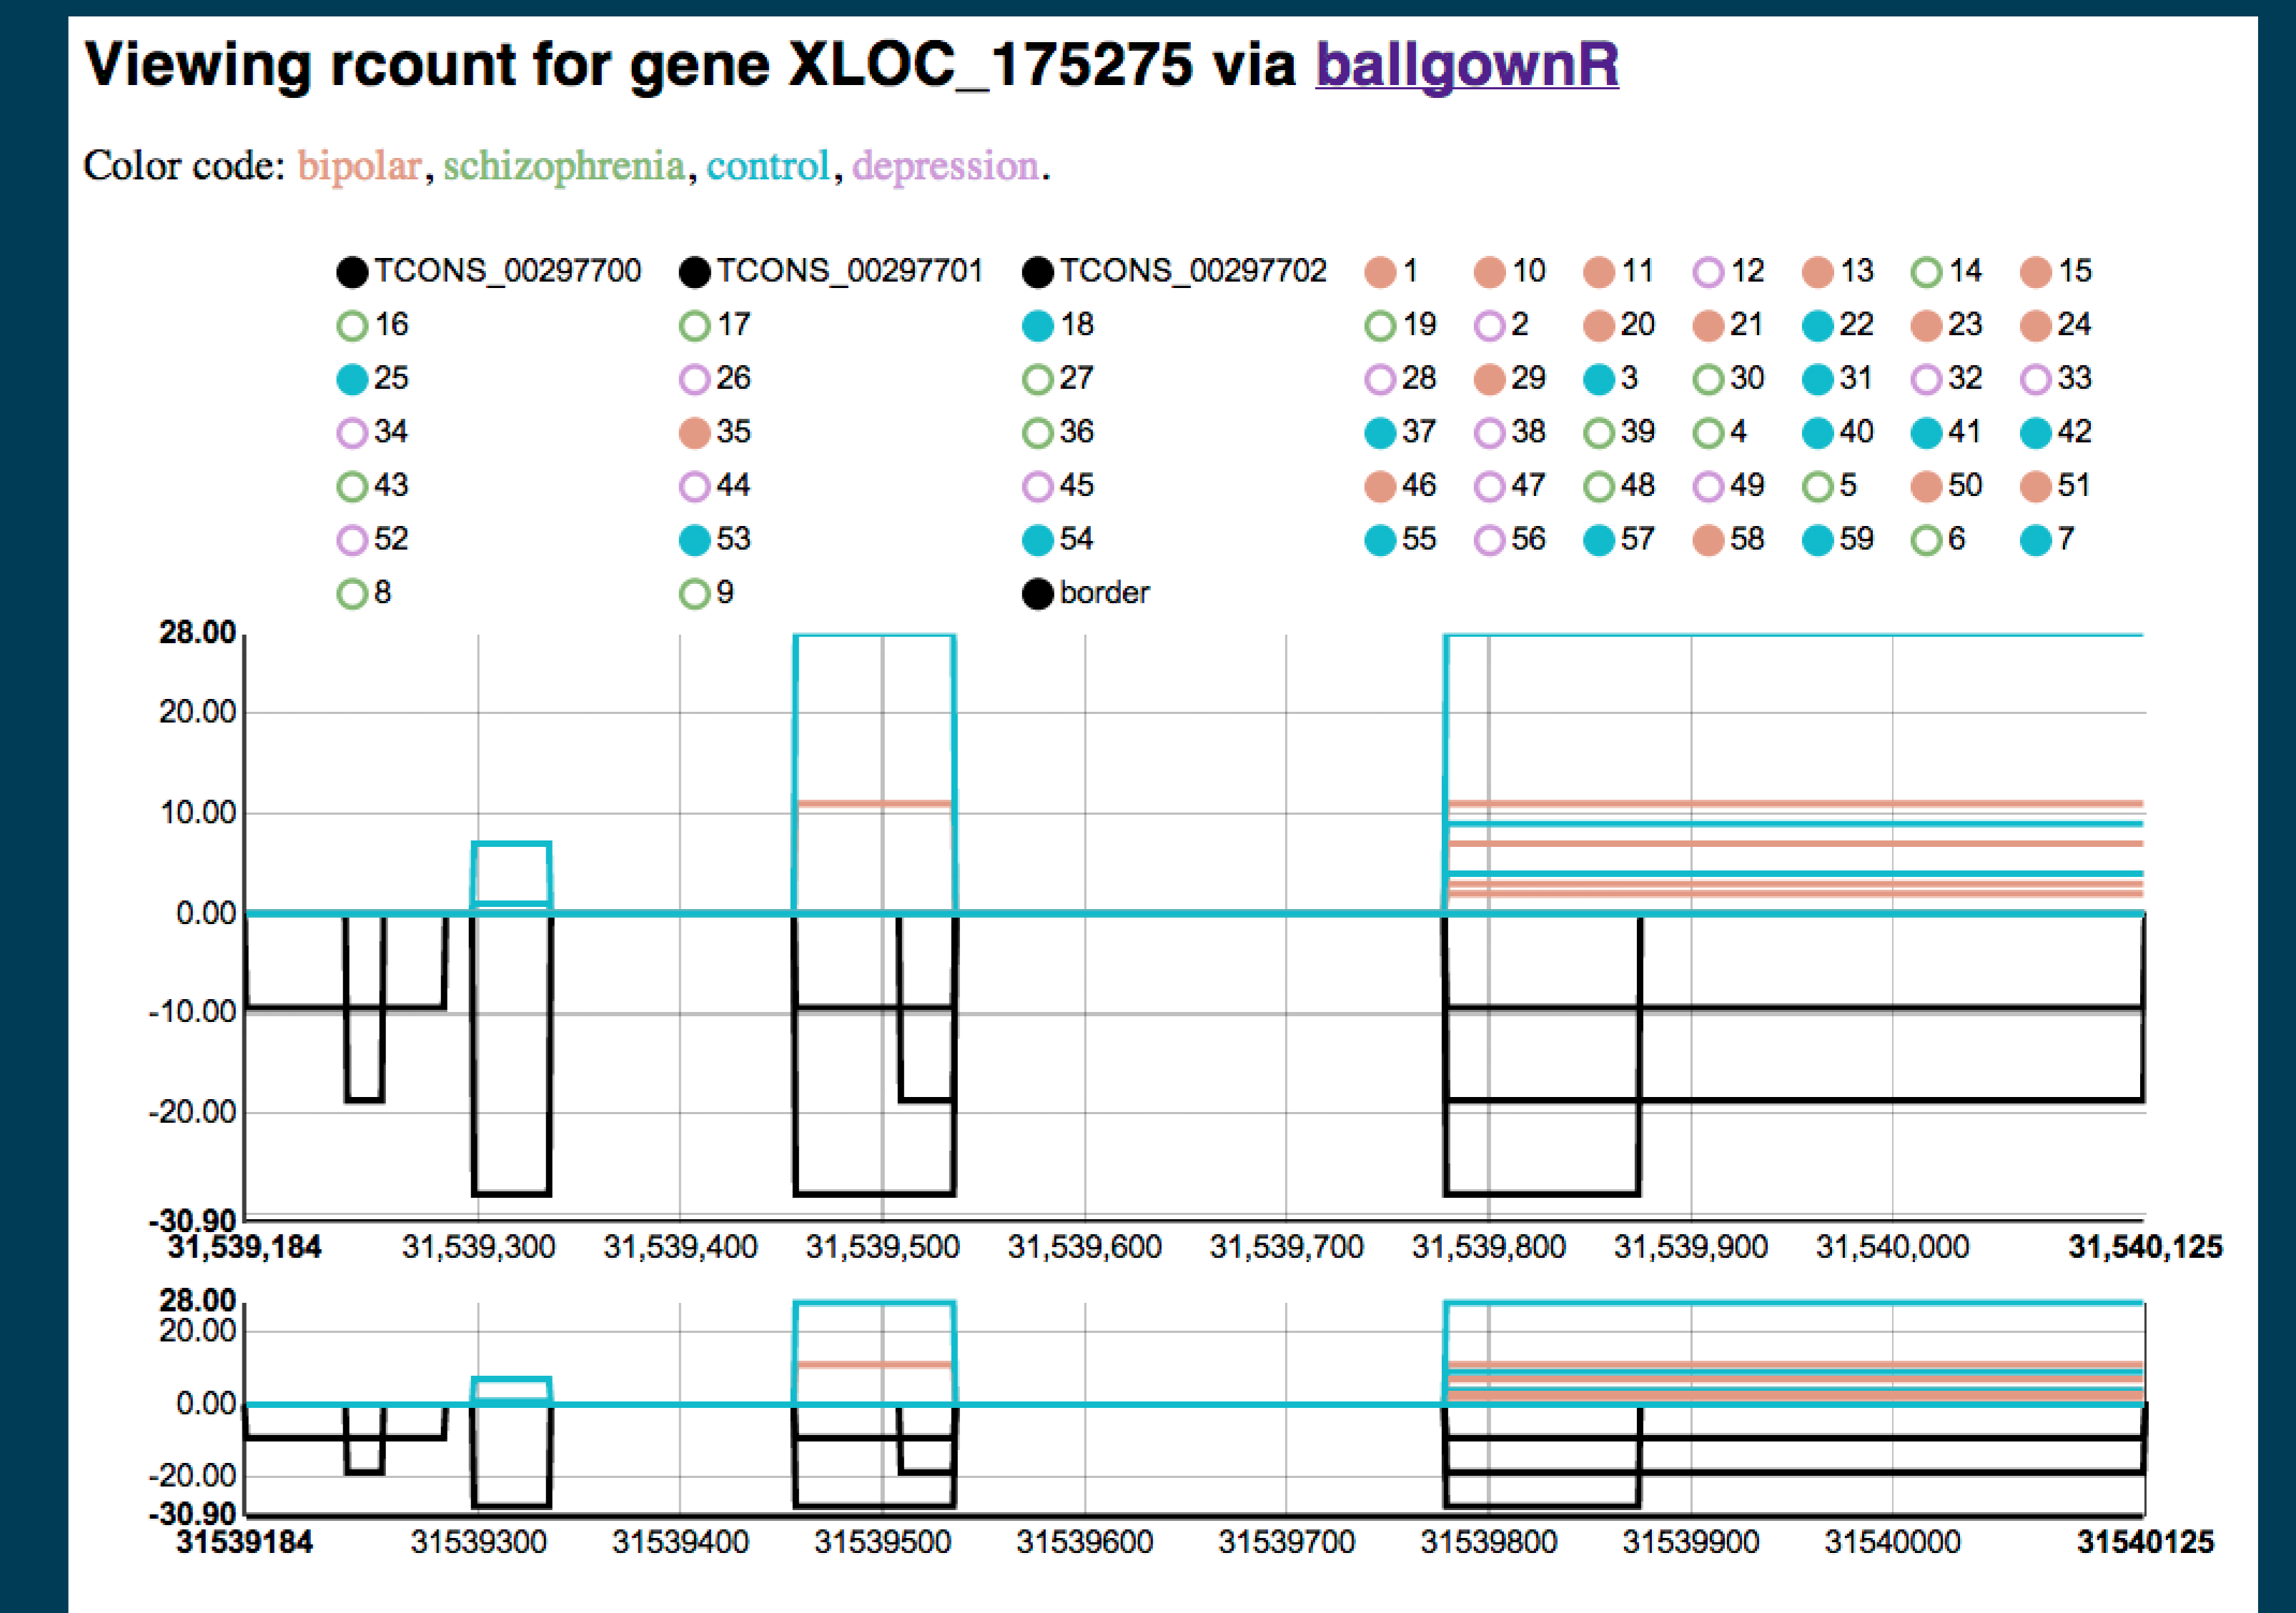 Viewing rcount for gene XLOC_175275 via ballgownR
Color code: bipolar, schizophrenia, control, depression.
TCONS_00297700 TCONS_00297701 TCONS_00297702 1 10 11 12 13 14 15
16 17 18 19 2 20 21 22 23 24
25 26 27 28 29 3 30 31 32 33
34 35 36 37 38 39 4 40 41 42
43 44 45 46 47 48 49 5 50 51
52 53 54 55 56 57 58 59 6 7
8 9 border
28.00
20.00
10.00
0.00
-10.00
-20.00
-30.90
31,539,184 31,539,300 31,539,400 31,539,500 31,539,600 31,539,700 31,539,800 31,539,900 31,540,000 31,540,125
28.00
20.00
0.00
-20.00
-30.90
31539184 31539300 31539400 31539500 31539600 31539700 31539800 31539900 31540000 31540125